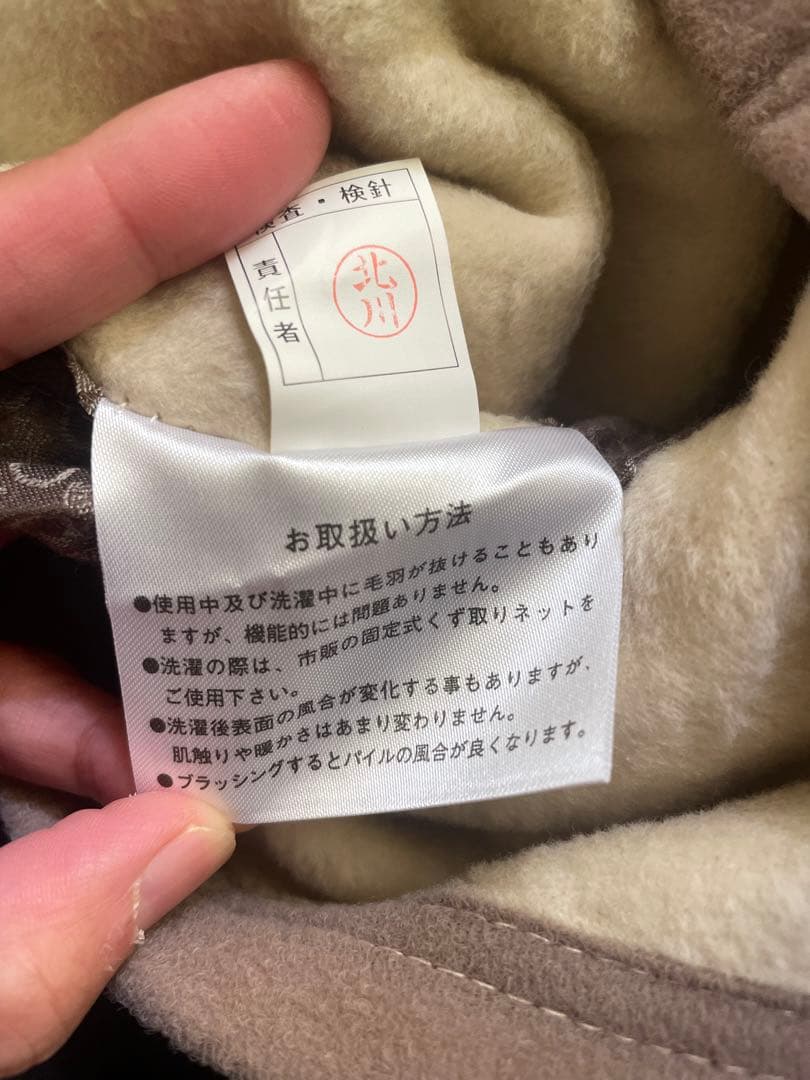 検査・検針
責任者
北川
お取扱い方法
●使用中及び洗濯中に毛羽が抜けることもあり
ますが、機能的には問題ありません。
●洗濯の際は、市販の固定式くず取りネットを
ご使用下さい。
●洗濯後表面の風合が変化する事もありますが、
肌触りや暖かさはあまり変わりません。
●ブラッシングするとパイルの風合が良くなります。